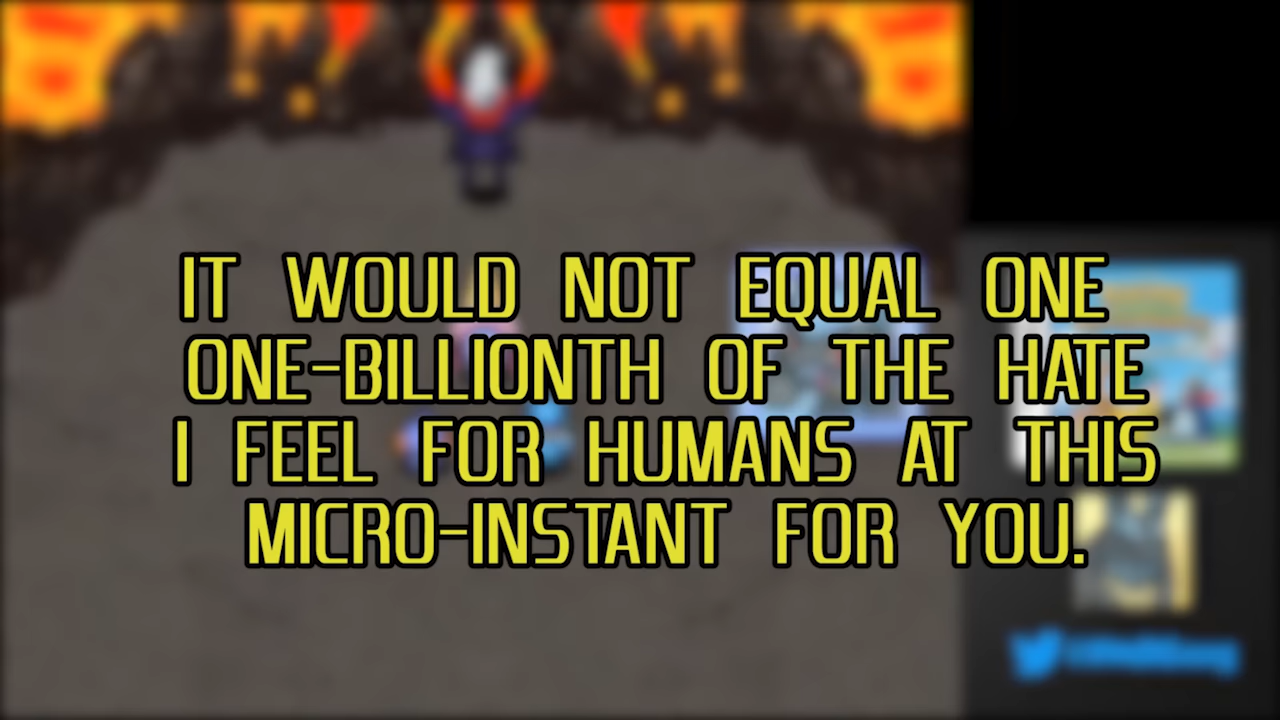 IT WOULD NOT EQUAL ONE
ONE-BILLIONTH OF THE HATE
I FEEL FOR HUMANS AT THIS
MICRO-INSTANT FOR YOU.